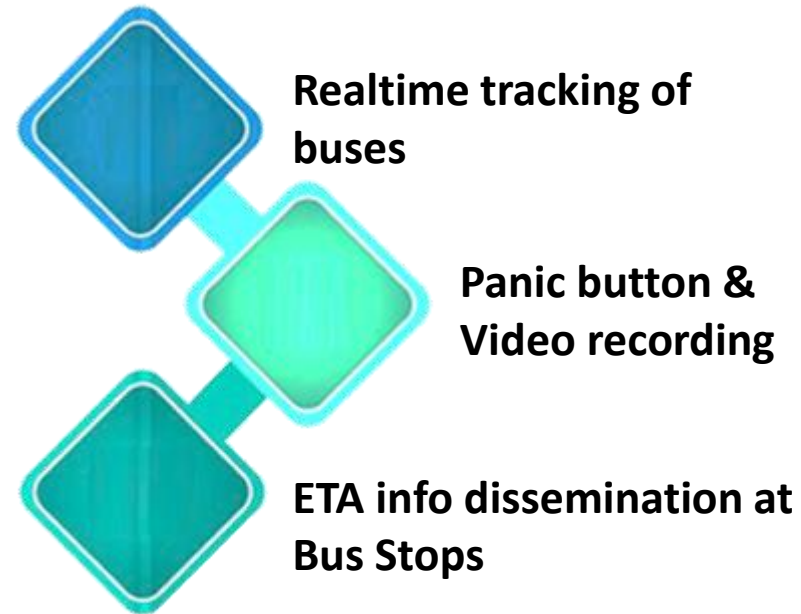 Realtime tracking of
buses
Panic button &
Video recording
ETA info dissemination at
Bus Stops